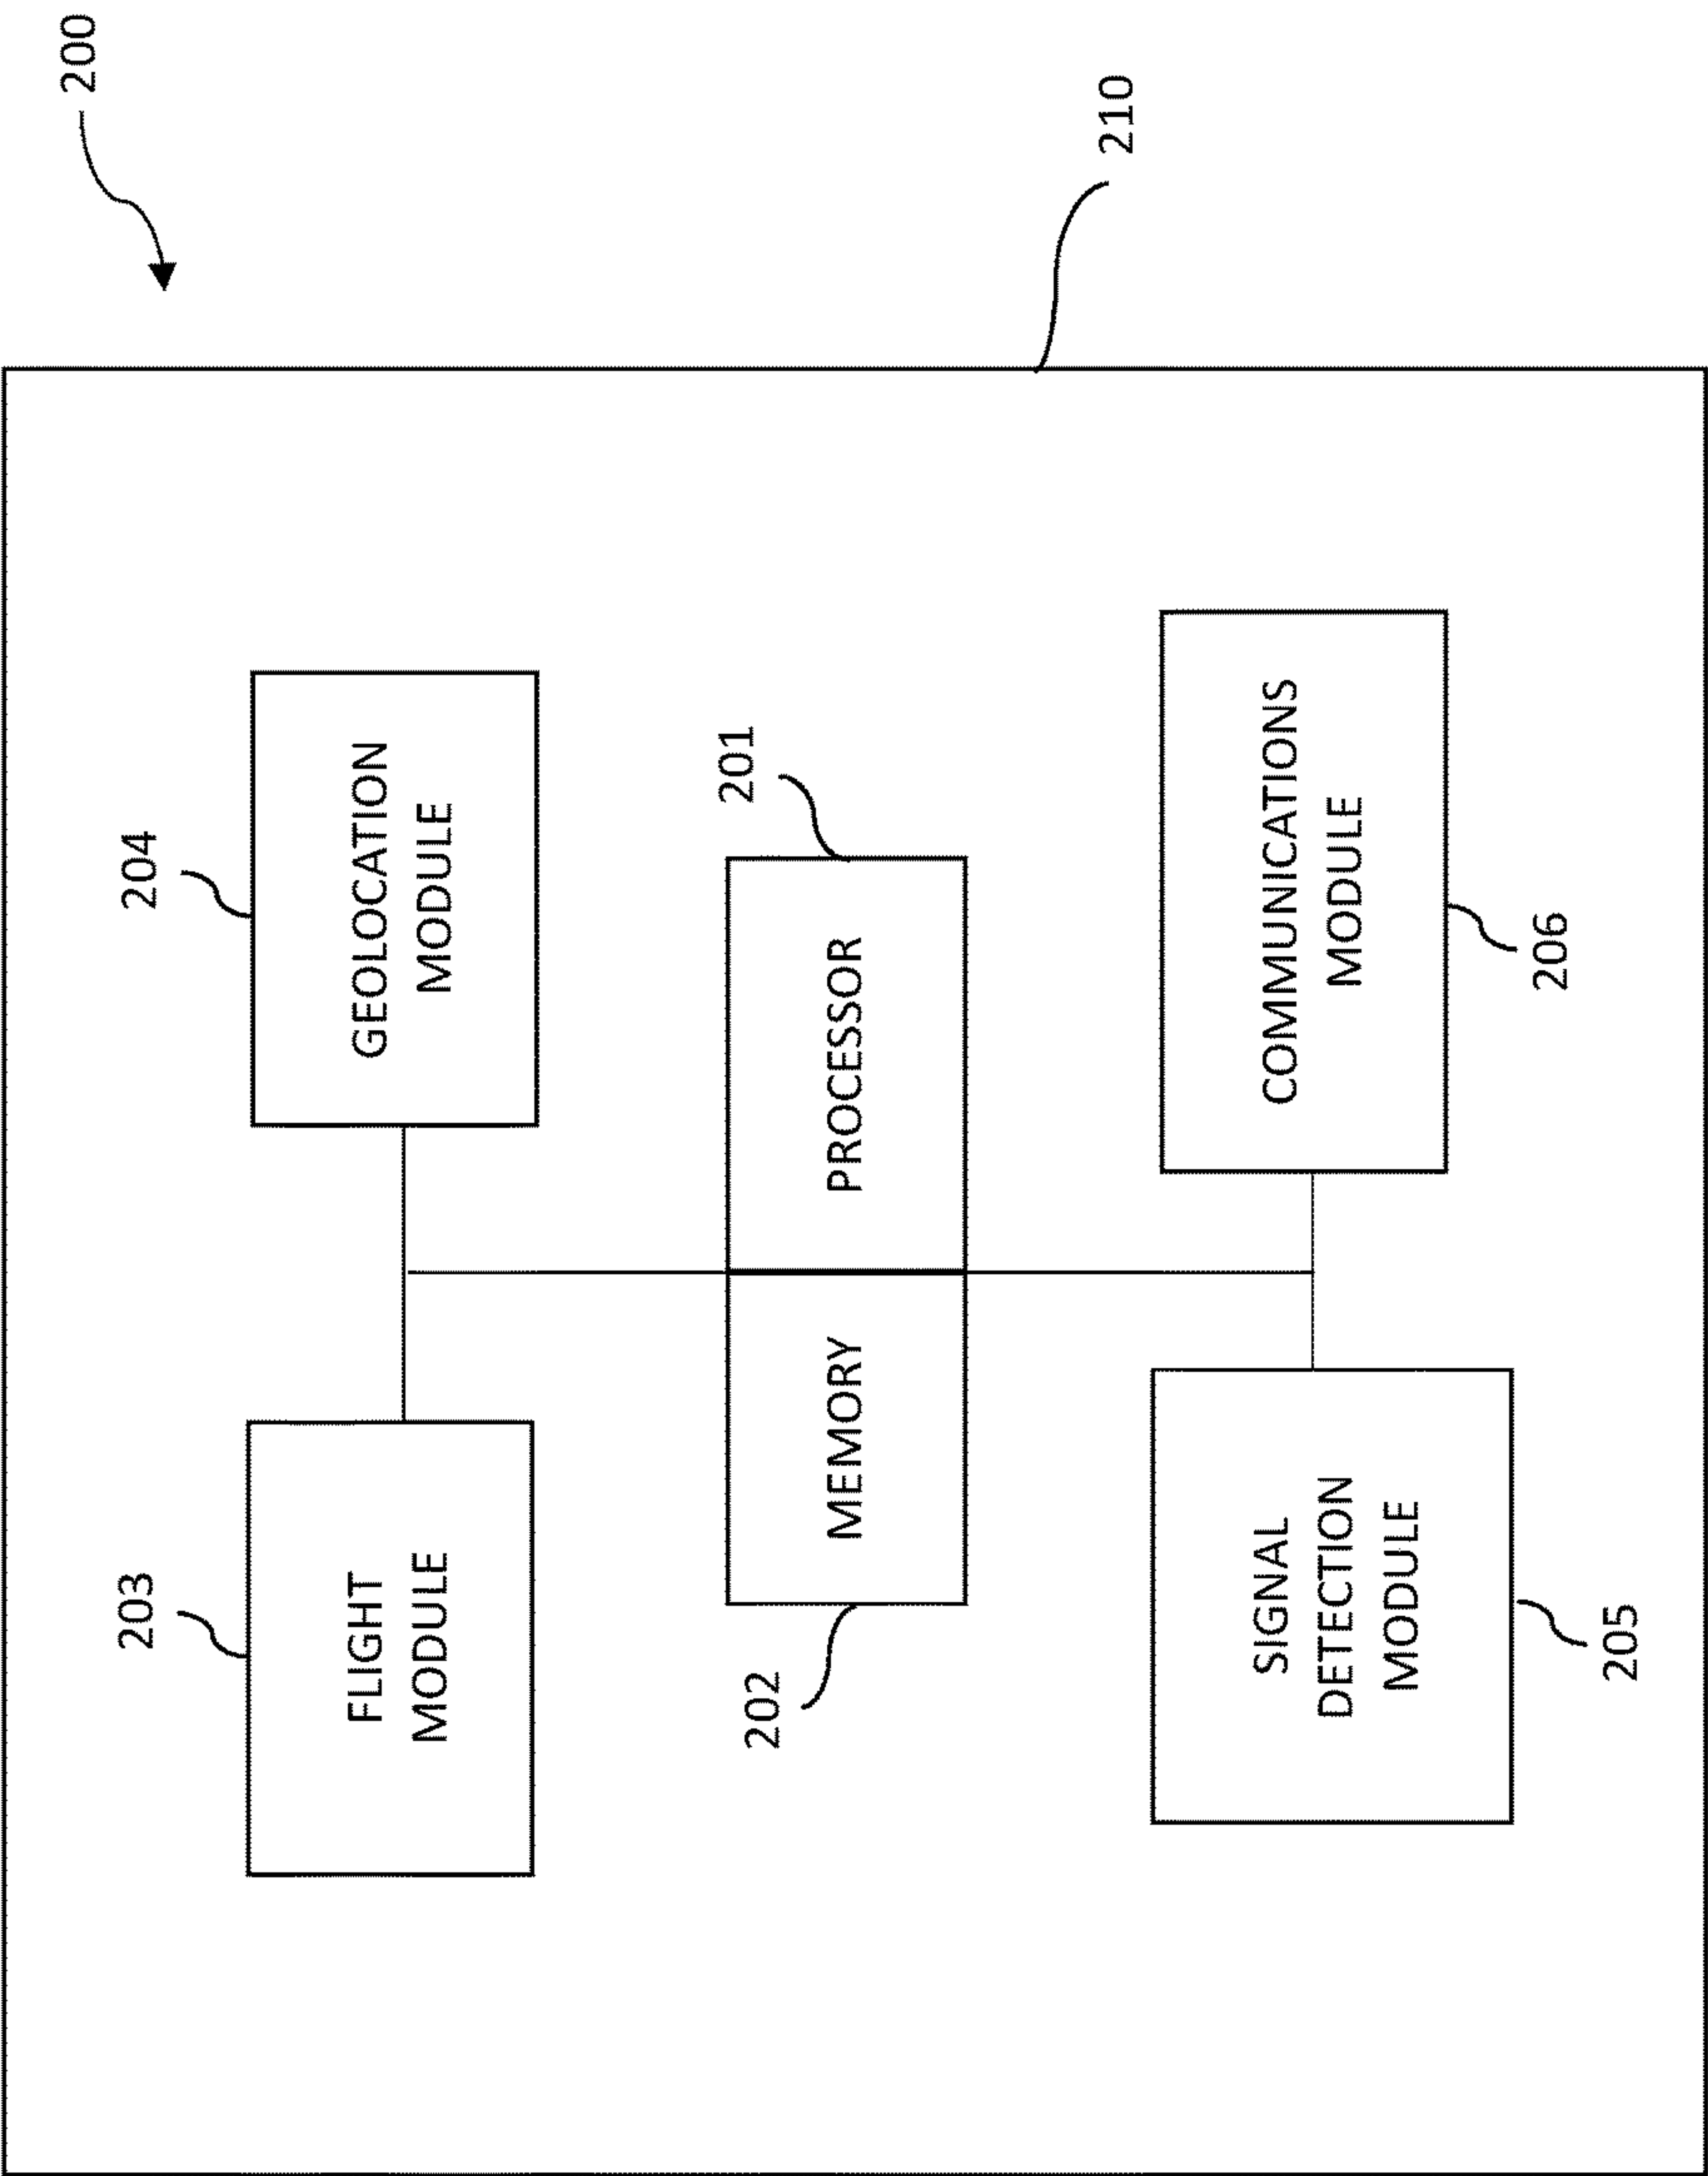 200
210
203
204
FLIGHT
MODULE
GEOLOCATION
MODULE
201
MEMORY
PROCESSOR
202
SIGNAL
DETECTION
MODULE
COMMUNICATIONS
MODULE
205
206